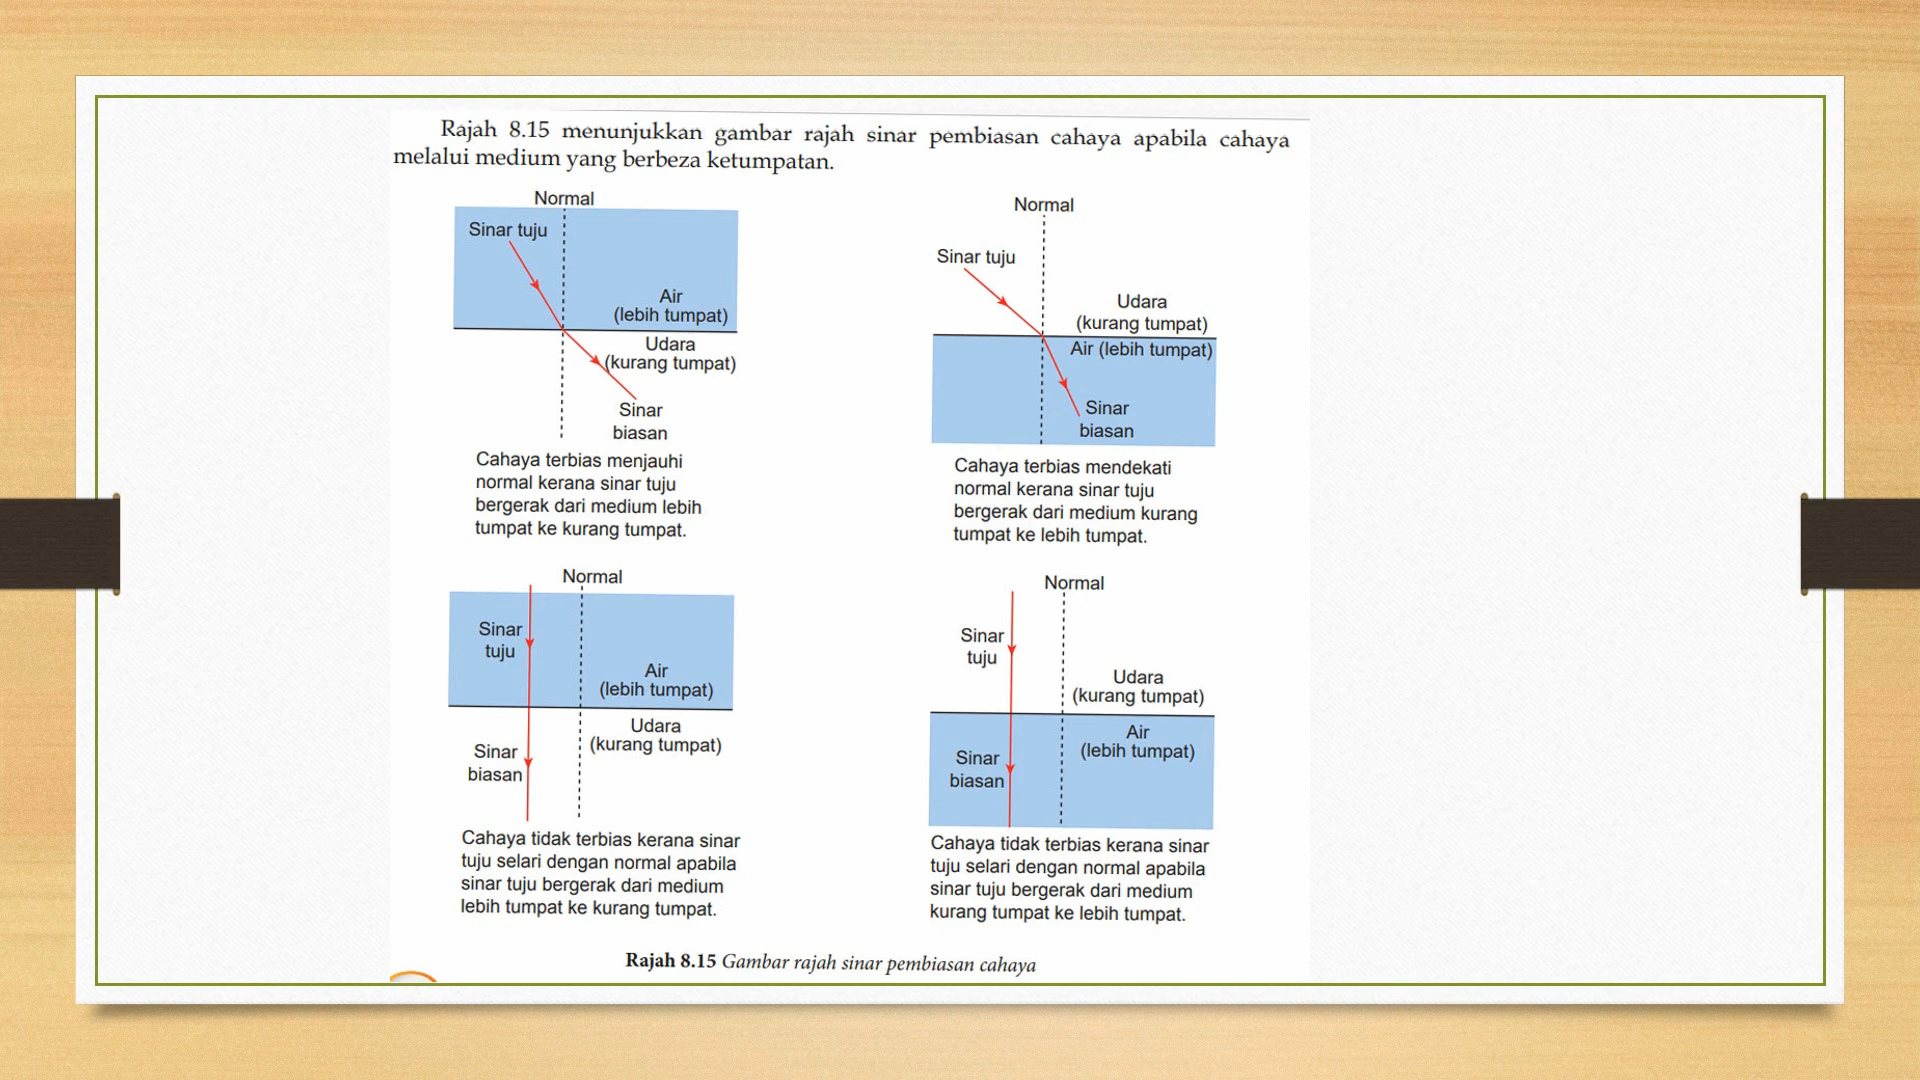 Rajah 8.15 menunjukkan gambar rajah sinar pembiasan cahaya apabila cahaya
melalui medium yang berbeza ketumpatan.
Normal
Sinar tuju
Air
(lebih tumpat)
Udara
(kurang tumpat)
Sinar
biasan
Cahaya terbias menjauhi
normal kerana sinar tuju
bergerak dari medium lebih
tumpat ke kurang tumpat.
Normal
Sinar tuju
Udara
(kurang tumpat)
Air (lebih tumpat)
Sinar
biasan
Cahaya terbias mendekati
normal kerana sinar tuju
bergerak dari medium kurang
tumpat ke lebih tumpat.
Normal
Sinar
tuju
Air
(lebih tumpat)
Udara
(kurang tumpat)
Sinar
biasan
Cahaya tidak terbias kerana sinar
tuju selari dengan normal apabila
sinar tuju bergerak dari medium
lebih tumpat ke kurang tumpat.
Normal
Sinar
tuju
Udara
(kurang tumpat)
Air
(lebih tumpat)
Sinar
biasan
Cahaya tidak terbias kerana sinar
tuju selari dengan normal apabila
sinar tuju bergerak dari medium
kurang tumpat ke lebih tumpat.
Rajah 8.15 Gambar rajah sinar pembiasan cahaya